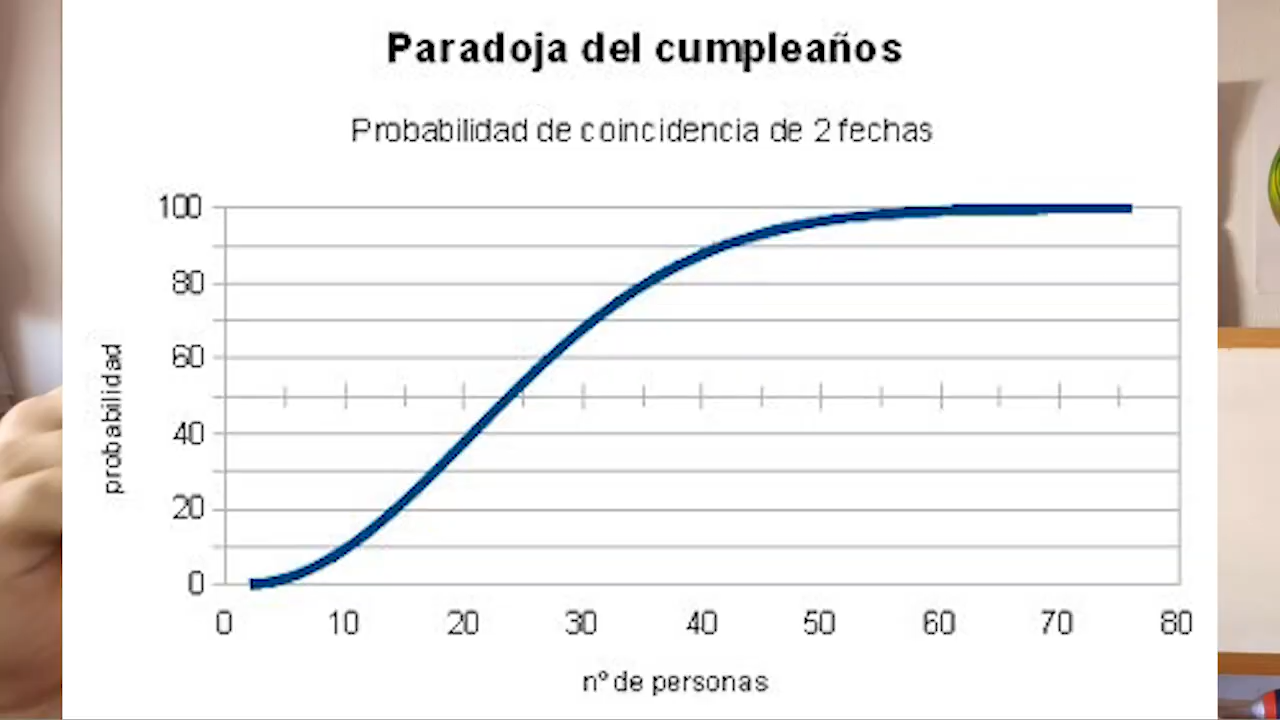 Paradoja del cumpleaños
Probabilidad de coincidencia de 2 fechas
100
80
60
40
20
0
probabilidad
0 10 20 30 40 50 60 70 80
nº de personas